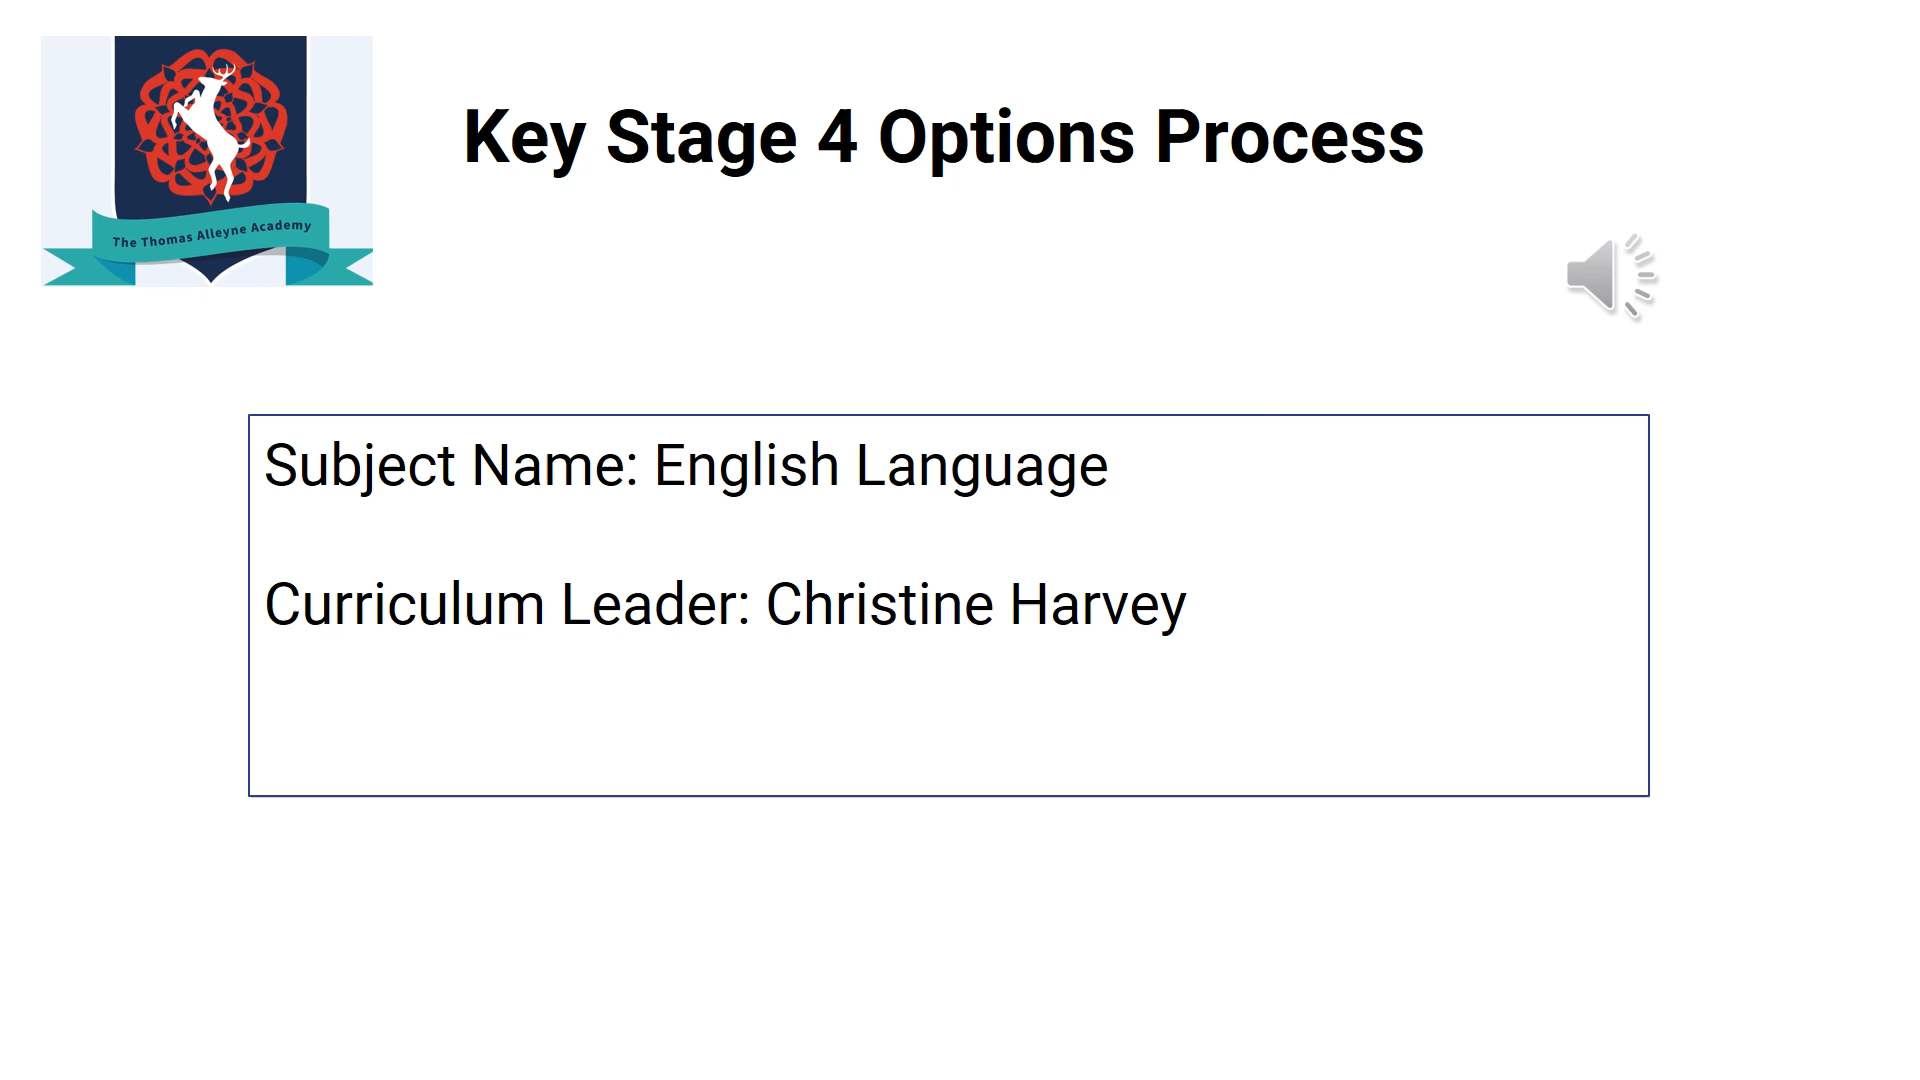 The Thomas Alleyne Academy
Key Stage 4 Options Process
Subject Name: English Language
Curriculum Leader: Christine Harvey